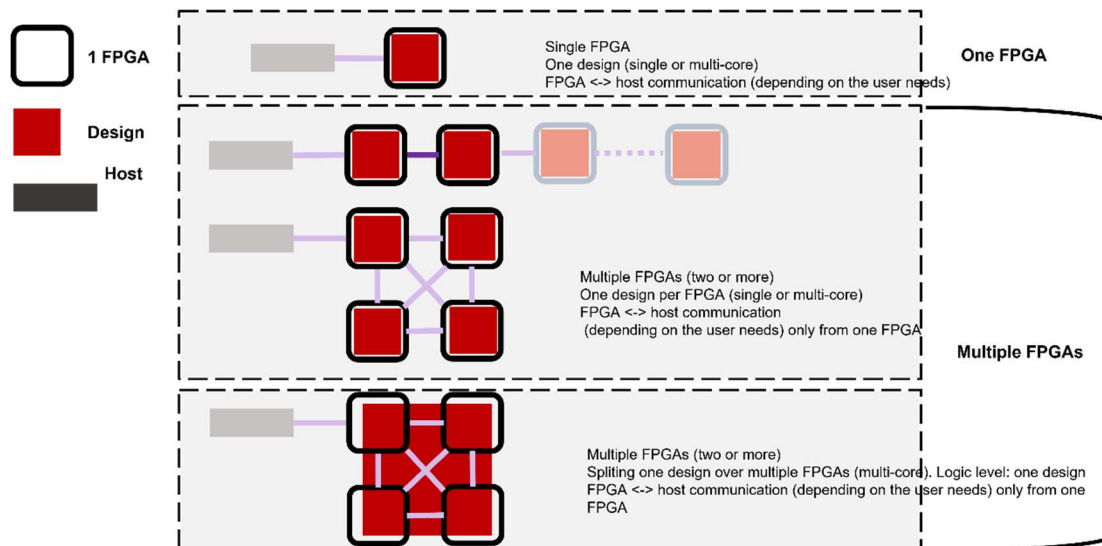 1 FPGA
Design
Host
Single FPGA
One design (single or multi-core)
FPGA <-> host communication (depending on the user needs)
One FPGA
Multiple FPGAs (two or more)
One design per FPGA (single or multi-core)
FPGA <-> host communication
(depending on the user needs) only from one FPGA
Multiple FPGAs
Multiple FPGAs (two or more)
Spliting one design over multiple FPGAs (multi-core). Logic level: one design
FPGA <-> host communication (depending on the user needs) only from one
FPGA